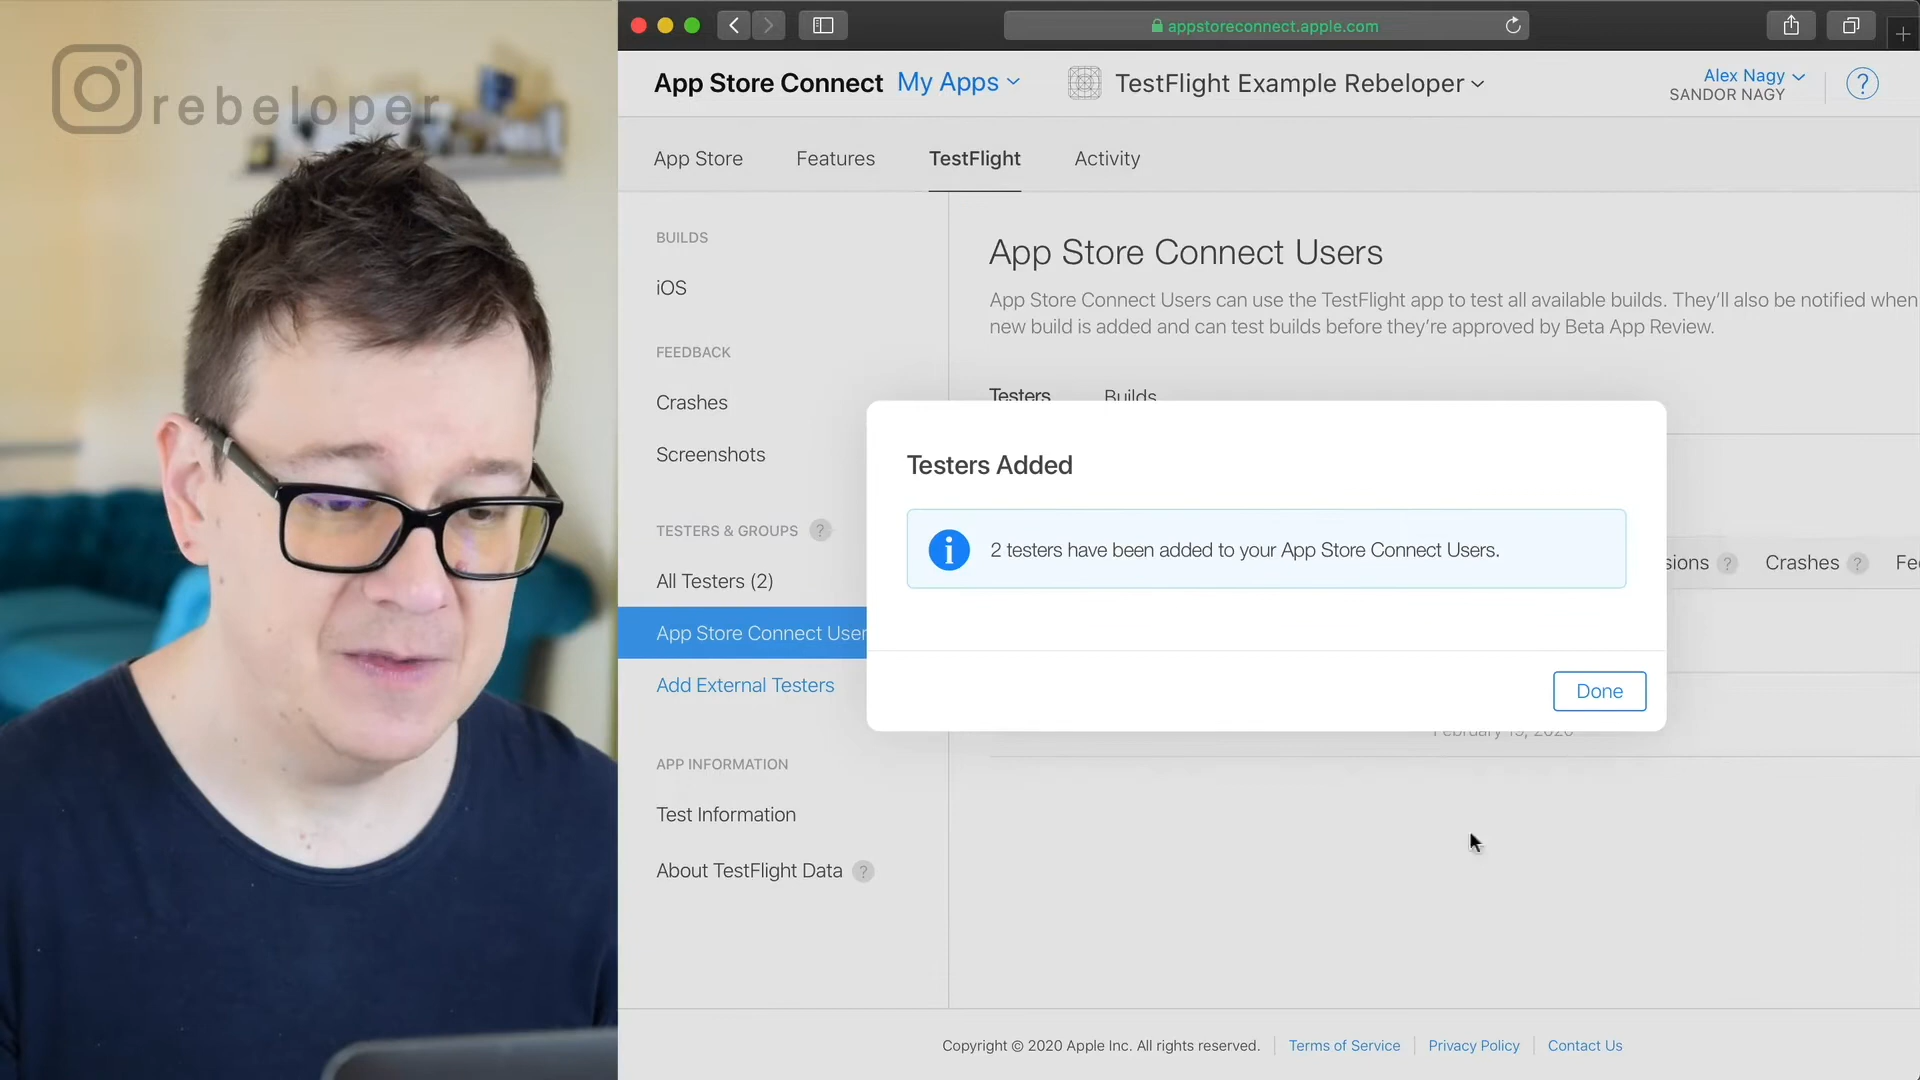 rebeloper
appstoreconnect.apple.com
App Store Connect My Apps
TestFlight Example Rebeloper
Alex Nagy
SANDOR NAGY
?
App Store Features TestFlight Activity
BUILDS
iOS
FEEDBACK
Crashes
Screenshots
TESTERS & GROUPS ?
All Testers (2)
App Store Connect User
Add External Testers
APP INFORMATION
Test Information
About TestFlight Data ?
App Store Connect Users
App Store Connect Users can use the TestFlight app to test all available builds. They'll also be notified when
new build is added and can test builds before they're approved by Beta App Review.
Testers Builds
sions ? Crashes ? Fe
Testers Added
i 2 testers have been added to your App Store Connect Users.
Done
Copyright © 2020 Apple Inc. All rights reserved. Terms of Service Privacy Policy Contact Us